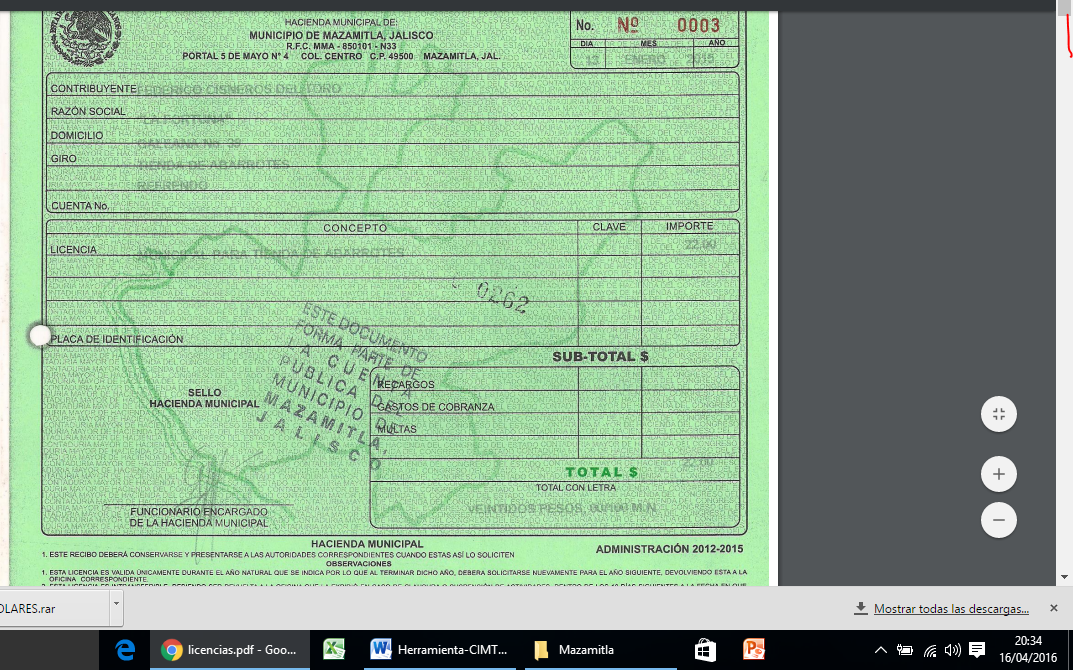 HACIENDA MUNICIPAL DE:
MUNICIPIO DE MAZAMITLA, JALISCO
R.F.C. MMA - 850101 - N33
PORTAL 5 DE MAYO Nº 4 COL. CENTRO C.P. 49500 MAZAMITLA, JAL.
No. Nº 0003
DIA MES AÑO
13 ENERO 2015
CONTRIBUYENTE FEDERICO CISNEROS DEL TORO
RAZÓN SOCIAL "LA FORTUNA"
DOMICILIO GALEANA No. 39
GIRO TIENDA DE ABARROTES
REFRENDO
CUENTA No.
CONCEPTO CLAVE IMPORTE
22.00
LICENCIA MUNICIPAL PARA TIENDA DE ABARROTES
0262
ESTE DOCUMENTO
FORMA PARTE DE
LA CUENTA
PUBLICA DEL
MUNICIPIO DE
MAZAMITLA,
JALISCO
PLACA DE IDENTIFICACIÓN
SUB-TOTAL $
RECARGOS
SELLO
HACIENDA MUNICIPAL
GASTOS DE COBRANZA
MULTAS
TOTAL $ 22.00
TOTAL CON LETRA
VEINTIDOS PESOS, 00/100 M.N.
FUNCIONARIO ENCARGADO
DE LA HACIENDA MUNICIPAL
HACIENDA MUNICIPAL
ADMINISTRACIÓN 2012-2015
1. ESTE RECIBO DEBERÁ CONSERVARSE Y PRESENTARSE A LAS AUTORIDADES CORRESPONDIENTES CUANDO ESTAS ASÍ LO SOLICITEN
OBSERVACIONES
1. ESTA LICENCIA ES VALIDA ÚNICAMENTE DURANTE EL AÑO NATURAL QUE SE INDICA POR LO QUE AL TERMINAR DICHO AÑO, DEBERA SOLICITARSE NUEVAMENTE PARA EL AÑO SIGUIENTE, DEVOLVIENDO ESTA A LA
OFICINA CORRESPONDIENTE.
OLARES.rar
Mostrar todas las descargas...
licencias.pdf - Goo...
Herramienta-CIMT...
Mazamitla
20:34
16/04/2016